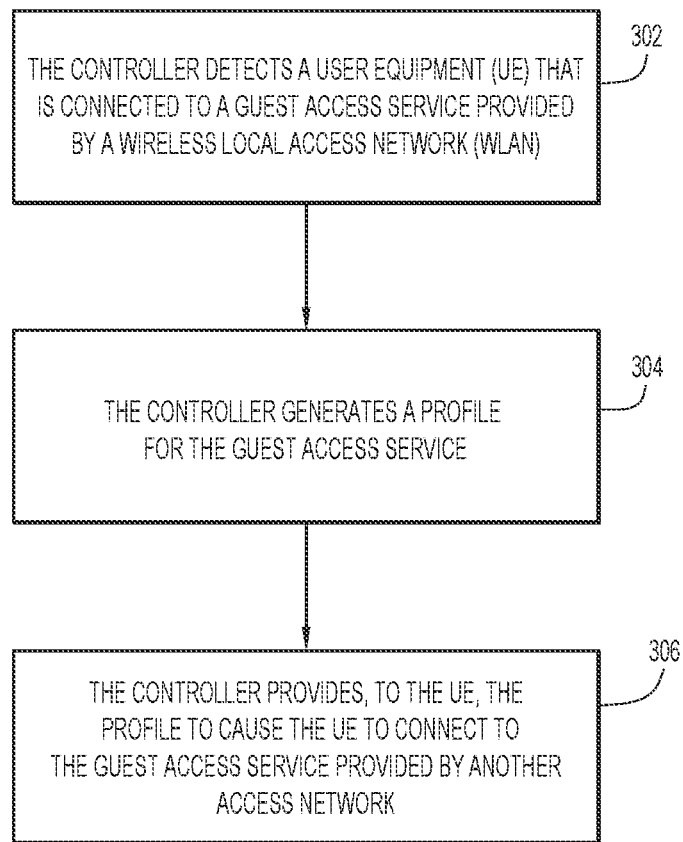 302
THE CONTROLLER DETECTS A USER EQUIPMENT (UE) THAT
IS CONNECTED TO A GUEST ACCESS SERVICE PROVIDED
BY A WIRELESS LOCAL ACCESS NETWORK (WLAN)
304
THE CONTROLLER GENERATES A PROFILE
FOR THE GUEST ACCESS SERVICE
306
THE CONTROLLER PROVIDES, TO THE UE, THE
PROFILE TO CAUSE THE UE TO CONNECT TO
THE GUEST ACCESS SERVICE PROVIDED BY ANOTHER
ACCESS NETWORK